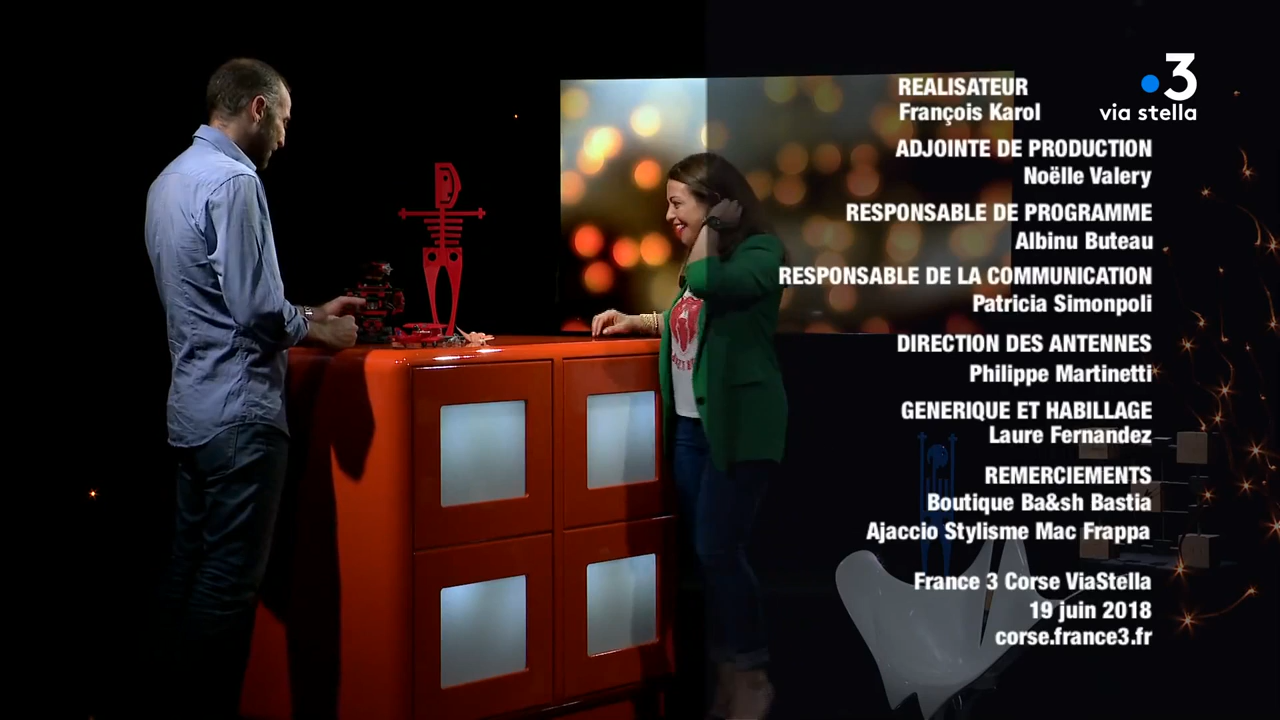 3
via stella
REALISATEUR
François Karol
ADJOINTE DE PRODUCTION
Noëlle Valery
RESPONSABLE DE PROGRAMME
Albinu Buteau
RESPONSABLE DE LA COMMUNICATION
Patricia Simonpoli
DIRECTION DES ANTENNES
Philippe Martinetti
GENERIQUE ET HABILLAGE
Laure Fernandez
REMERCIEMENTS
Boutique Ba&sh Bastia
Ajaccio Stylisme Mac Frappa
France 3 Corse ViaStella
19 juin 2018
corse.france3.fr